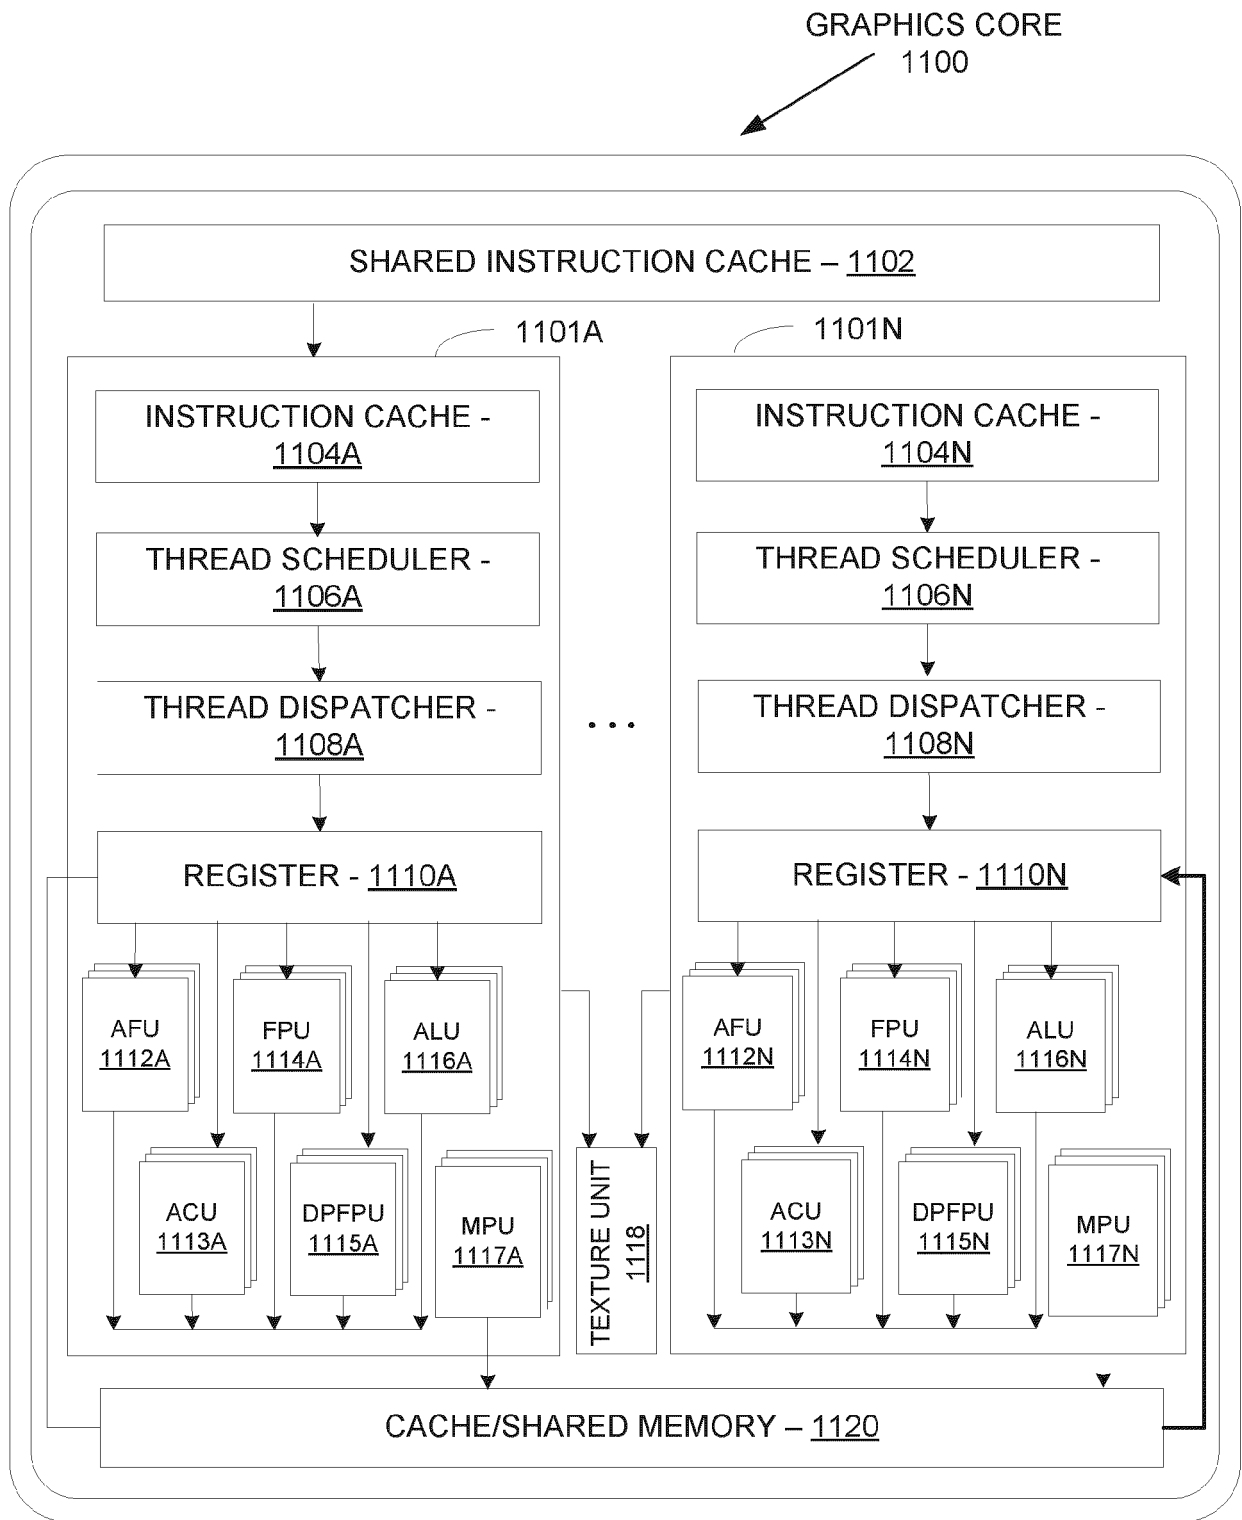 GRAPHICS CORE
1100
SHARED INSTRUCTION CACHE – 1102
1101A
1101N
INSTRUCTION CACHE -
1104A
THREAD SCHEDULER -
1106A
THREAD DISPATCHER -
1108A
REGISTER - 1110A
AFU
1112A
FPU
1114A
ALU
1116A
ACU
1113A
DPFPU
1115A
MPU
1117A
...
TEXTURE UNIT
1118
INSTRUCTION CACHE -
1104N
THREAD SCHEDULER -
1106N
THREAD DISPATCHER -
1108N
REGISTER - 1110N
AFU
1112N
FPU
1114N
ALU
1116N
ACU
1113N
DPFPU
1115N
MPU
1117N
CACHE/SHARED MEMORY – 1120